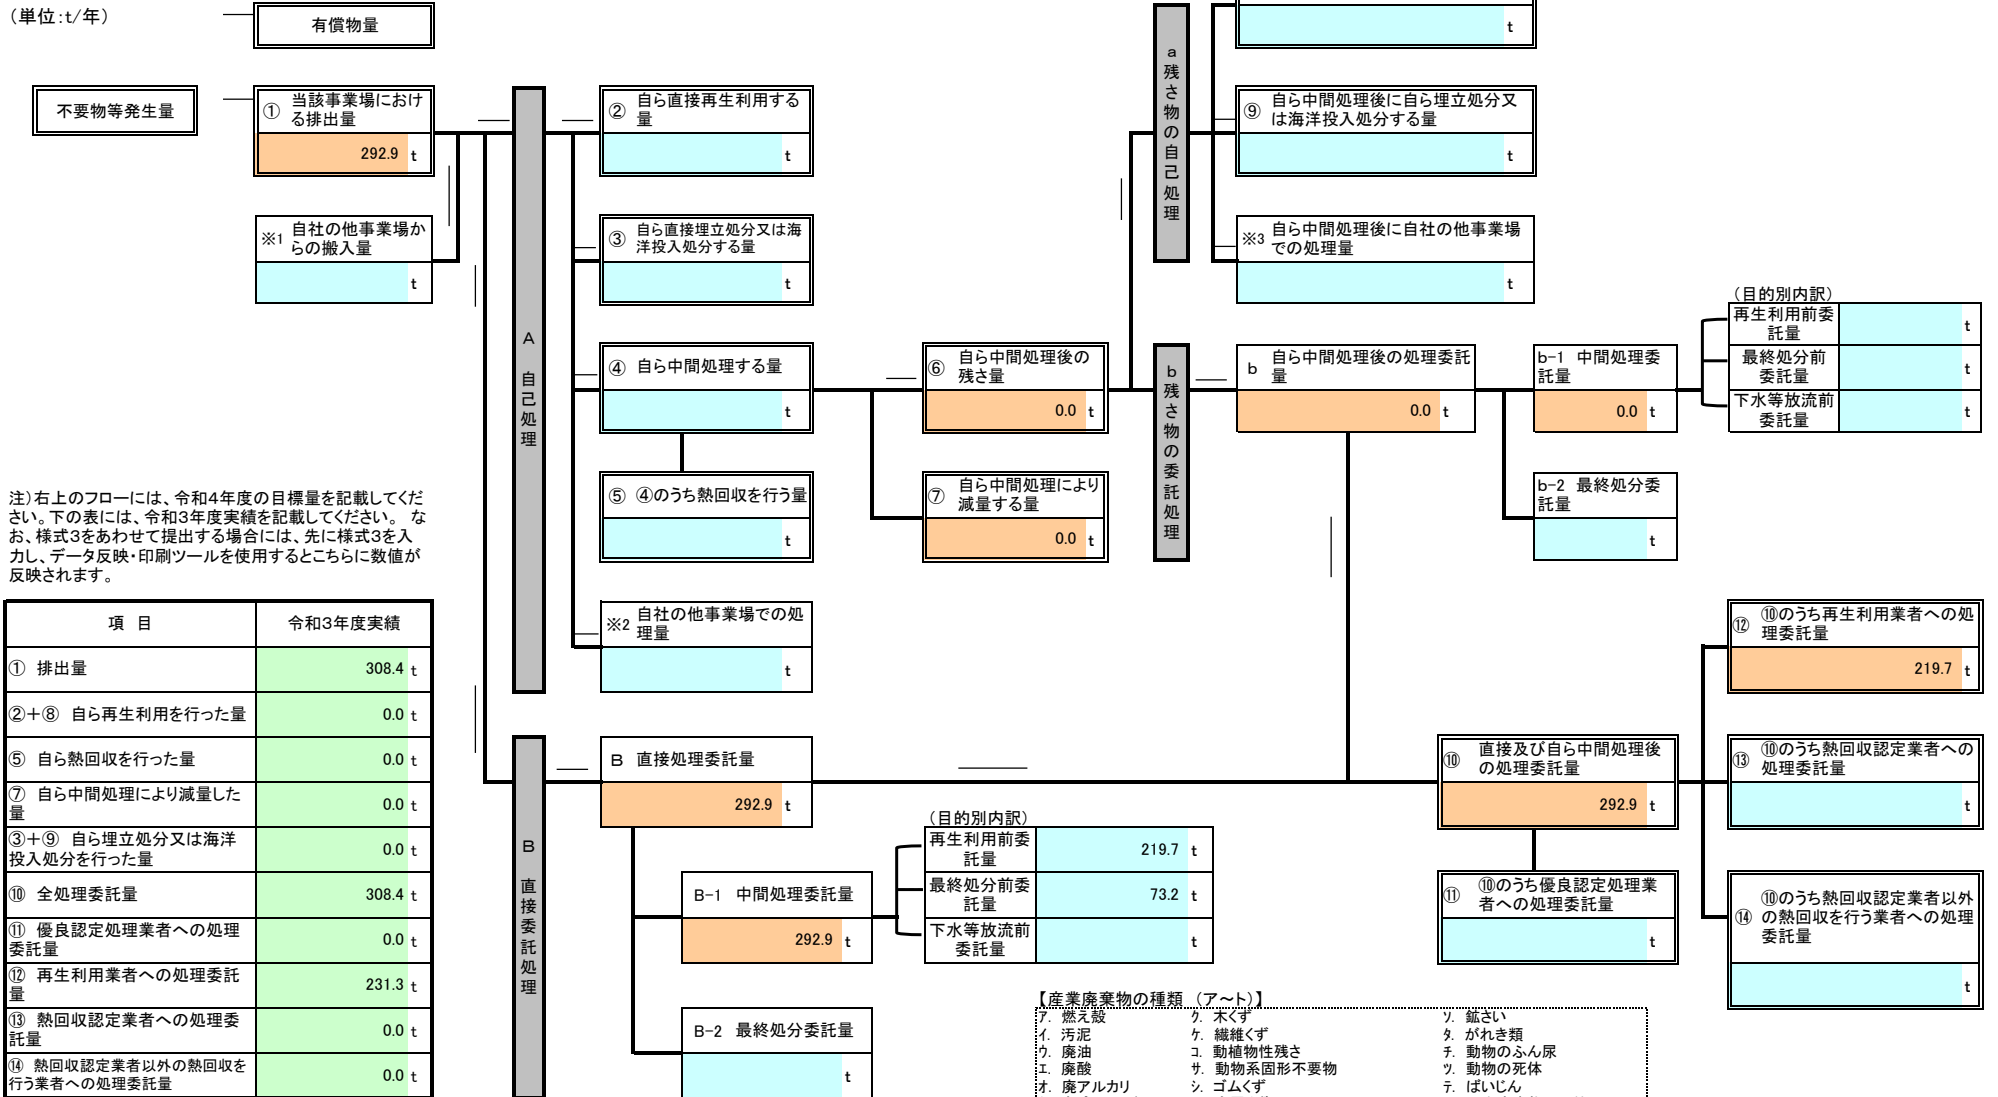 （単位:t/年）
有償物量
t
不要物等発生量
① 当該事業場におけ
る排出量
292.9 t
※1 自社の他事業場か
らの搬入量
t
A 自己処理
② 自ら直接再生利用する
量
t
③ 自ら直接埋立処分又は海
洋投入処分する量
t
④ 自ら中間処理する量
t
⑤ ④のうち熱回収を行う量
t
※2 自社の他事業場での処
理量
t
⑥ 自ら中間処理後の
残さ量
0.0 t
⑦ 自ら中間処理により
減量する量
0.0 t
a 残さ物の自己処理
⑨ 自ら中間処理後に自ら埋立処分又
は海洋投入処分する量
t
※3 自ら中間処理後に自社の他事業場
での処理量
t
b 残さ物の委託処理
b 自ら中間処理後の処理委託
量
0.0 t
b-1 中間処理委
託量
0.0 t
b-2 最終処分委
託量
t
（目的別内訳）
再生利用前委
託量
t
最終処分前
委託量
t
下水等放流前
委託量
t
注）右上のフローには、令和4年度の目標量を記載してくだ
さい。下の表には、令和3年度実績を記載してください。 な
お、様式3をあわせて提出する場合には、先に様式3を入
力し、データ反映・印刷ツールを使用するとこちらに数値が
反映されます。
項 目 令和3年度実績
① 排出量 308.4 t
②＋⑧ 自ら再生利用を行った量 0.0 t
⑤ 自ら熱回収を行った量 0.0 t
⑦ 自ら中間処理により減量した
量 0.0 t
③＋⑨ 自ら埋立処分又は海洋
投入処分を行った量 0.0 t
⑩ 全処理委託量 308.4 t
⑪ 優良認定処理業者への処理
委託量 0.0 t
⑫ 再生利用業者への処理委託
量 231.3 t
⑬ 熱回収認定業者への処理委
託量 0.0 t
⑭ 熱回収認定業者以外の熱回収を
行う業者への処理委託量 0.0 t
B 直接委託処理
B 直接処理委託量
292.9 t
B-1 中間処理委託量
292.9 t
B-2 最終処分委託量
t
（目的別内訳）
再生利用前委
託量
219.7 t
最終処分前委
託量
73.2 t
下水等放流前
委託量
t
⑩ 直接及び自ら中間処理後
の処理委託量
292.9 t
⑪ ⑩のうち優良認定処理業
者への処理委託量
t
⑫ ⑩のうち再生利用業者への処
理委託量
219.7 t
⑬ ⑩のうち熱回収認定業者への
処理委託量
t
⑭ ⑩のうち熱回収認定業者以外
の熱回収を行う業者への処理
委託量
t
【産業廃棄物の種類 （ア～ト）】
ア. 燃え殻 ク. 木くず ソ. 鉱さい
イ. 汚泥 ケ. 繊維くず タ. がれき類
ウ. 廃油 コ. 動植物性残さ チ. 動物のふん尿
エ. 廃酸 サ. 動物系固形不要物 ツ. 動物の死体
オ. 廃アルカリ シ. ゴムくず テ. ばいじん